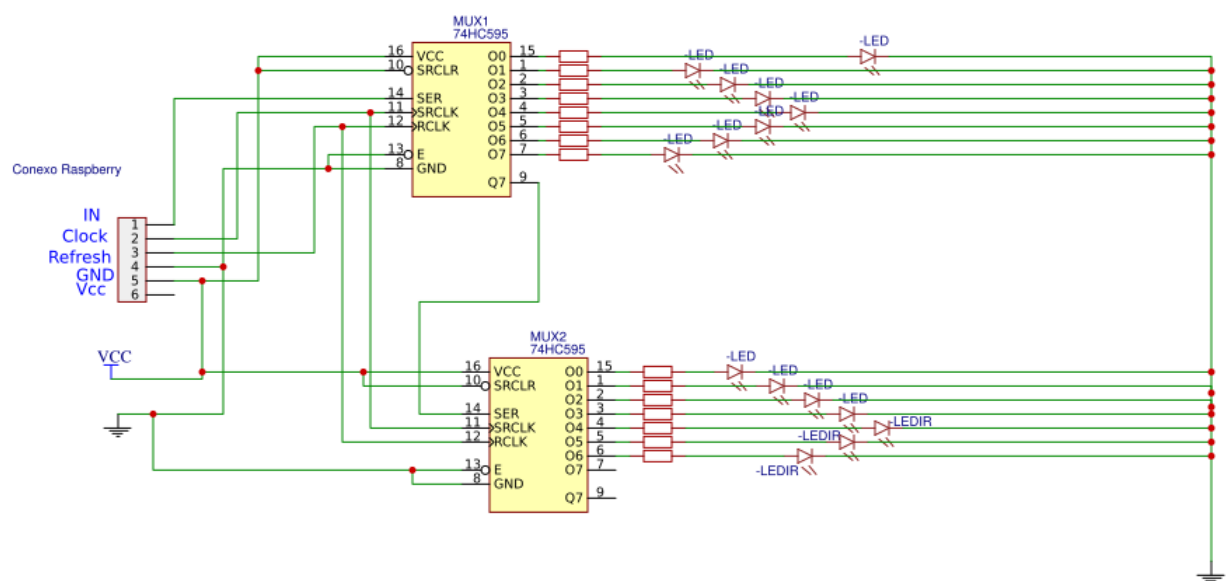 MUX1
74HC595
16 VCC O0 15
10 SRCLR O1 1
O2 2
14 SER O3 3
11 SRCLK O4 4
12 RCLK O5 5
O6 6
13 E O7 7
8 GND
Q7 9
-LED
-LED
-LED
-LED
-LED
-LED
-LED
-LED
Conexo Raspberry
IN
Clock
Refresh
GND
Vcc
1
2
3
4
5
6
VCC
MUX2
74HC595
16 VCC O0 15
10 SRCLR O1 1
O2 2
14 SER O3 3
11 SRCLK O4 4
12 RCLK O5 5
O6 6
13 E O7 7
8 GND
Q7 9
-LED
-LED
-LED
-LED
-LEDIR
-LEDIR
-LEDIR